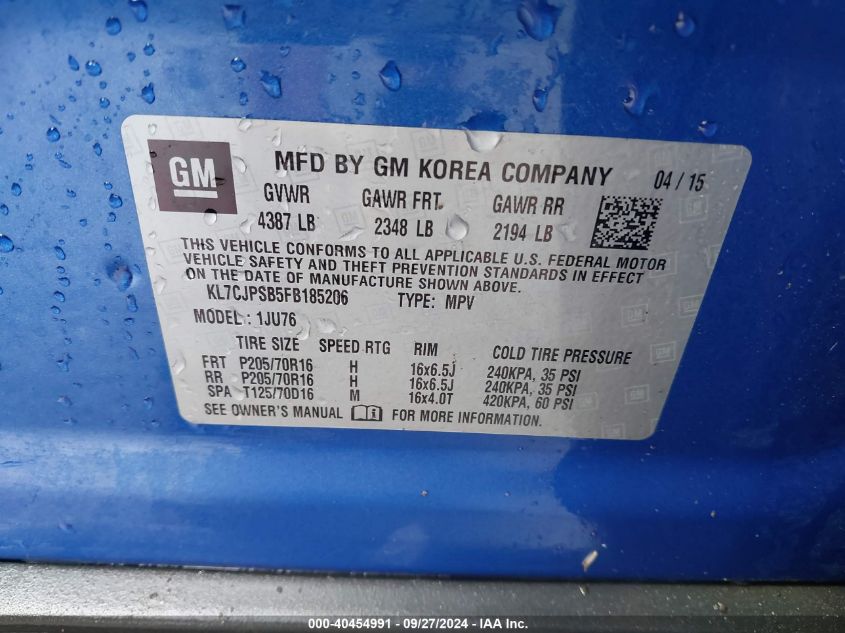 GM
MFD BY GM KOREA COMPANY 04 / 15
GVWR GAWR FRT. GAWR RR
4387 LB 2348 LB 2194 LB
THIS VEHICLE CONFORMS TO ALL APPLICABLE U.S. FEDERAL MOTOR
VEHICLE SAFETY AND THEFT PREVENTION STANDARDS IN EFFECT
ON THE DATE OF MANUFACTURE SHOWN ABOVE.
KL7CJPSB5FB185206 TYPE: MPV
MODEL: 1JU76
TIRE SIZE SPEED RTG RIM COLD TIRE PRESSURE
FRT P205/70R16 H 16x6.5J 240KPA, 35 PSI
RR P205/70R16 H 16x6.5J 240KPA, 35 PSI
SPA T125/70D16 M 16x4.0T 420KPA, 60 PSI
SEE OWNER'S MANUAL FOR MORE INFORMATION.
000-40454991 - 09/27/2024 - IAA Inc.